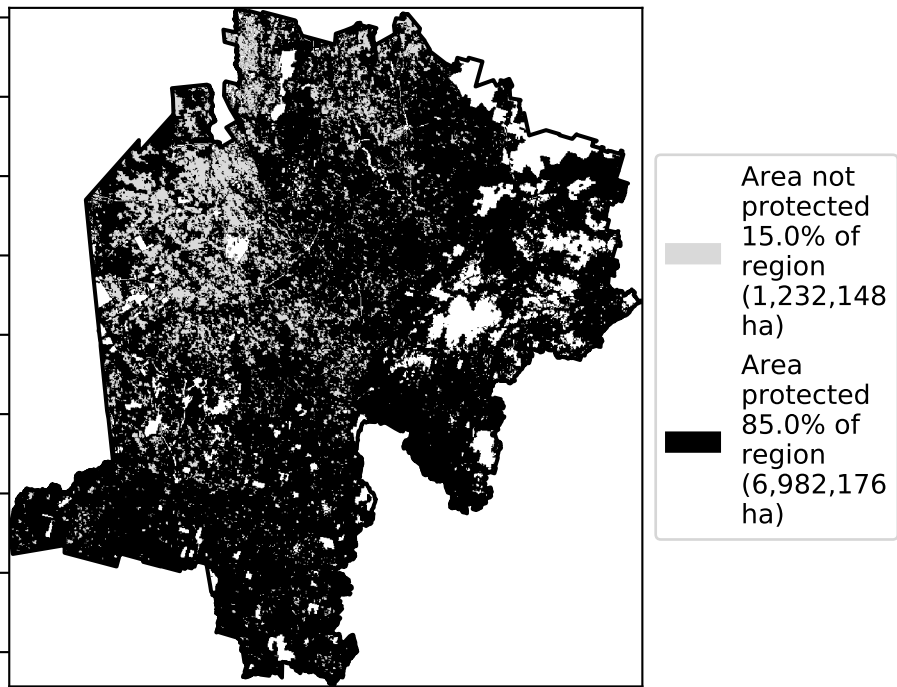 Area not
protected
15.0% of
region
(1,232,148
ha)
Area
protected
85.0% of
region
(6,982,176
ha)